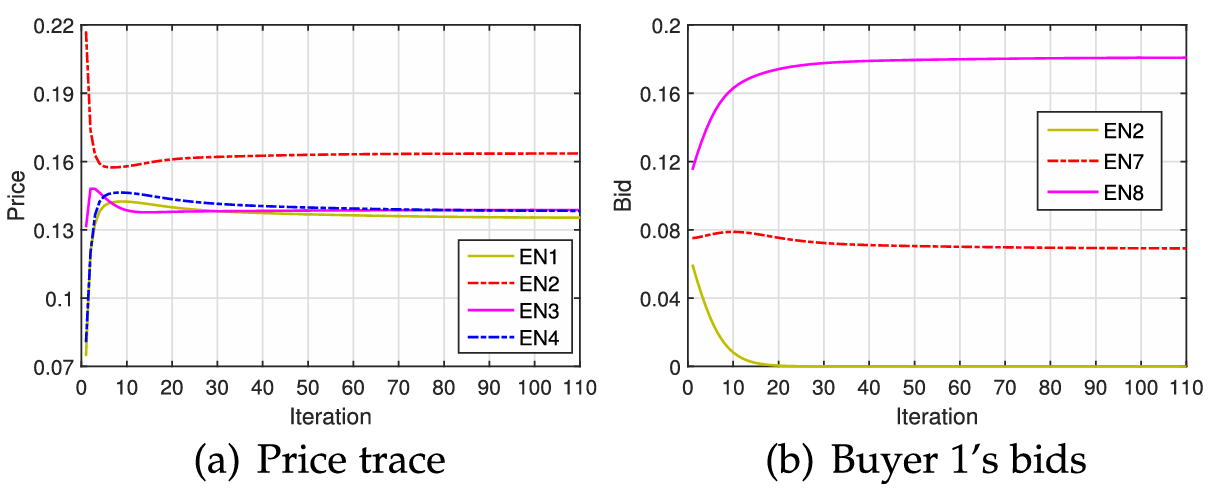 0.22
0.19
0.16
0.13
0.1
0.07
Price
0 10 20 30 40 50 60 70 80 90 100 110
Iteration
EN1
EN2
EN3
EN4
(a) Price trace
0.2
0.16
0.12
0.08
0.04
0
Bid
0 10 20 30 40 50 60 70 80 90 100 110
Iteration
EN2
EN7
EN8
(b) Buyer 1's bids